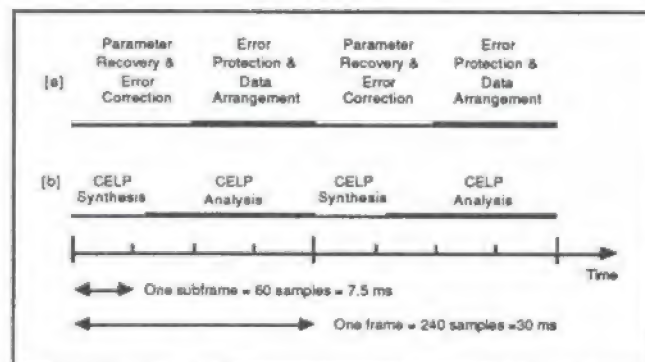 Parameter Recovery & Error Correction
Error Protection & Data Arrangement
Parameter Recovery & Error Correction
Error Protection & Data Arrangement
[a]
[b]
CELP Synthesis
CELP Analysis
CELP Synthesis
CELP Analysis
Time
One subframe = 60 samples = 7.5 ms
One frame = 240 samples =30 ms